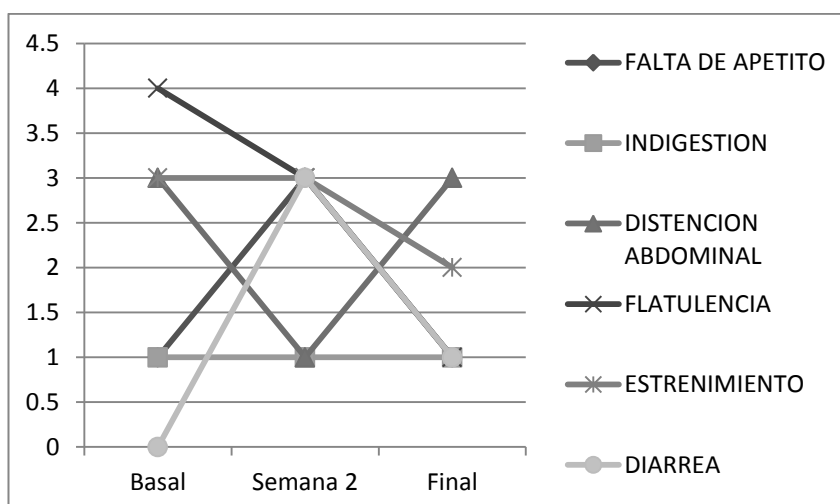 4.5
4
3.5
3
2.5
2
1.5
1
0.5
0
Basal
Semana 2
Final
FALTA DE APETITO
INDIGESTION
DISTENCION
ABDOMINAL
FLATULENCIA
ESTRENIMIENTO
DIARREA